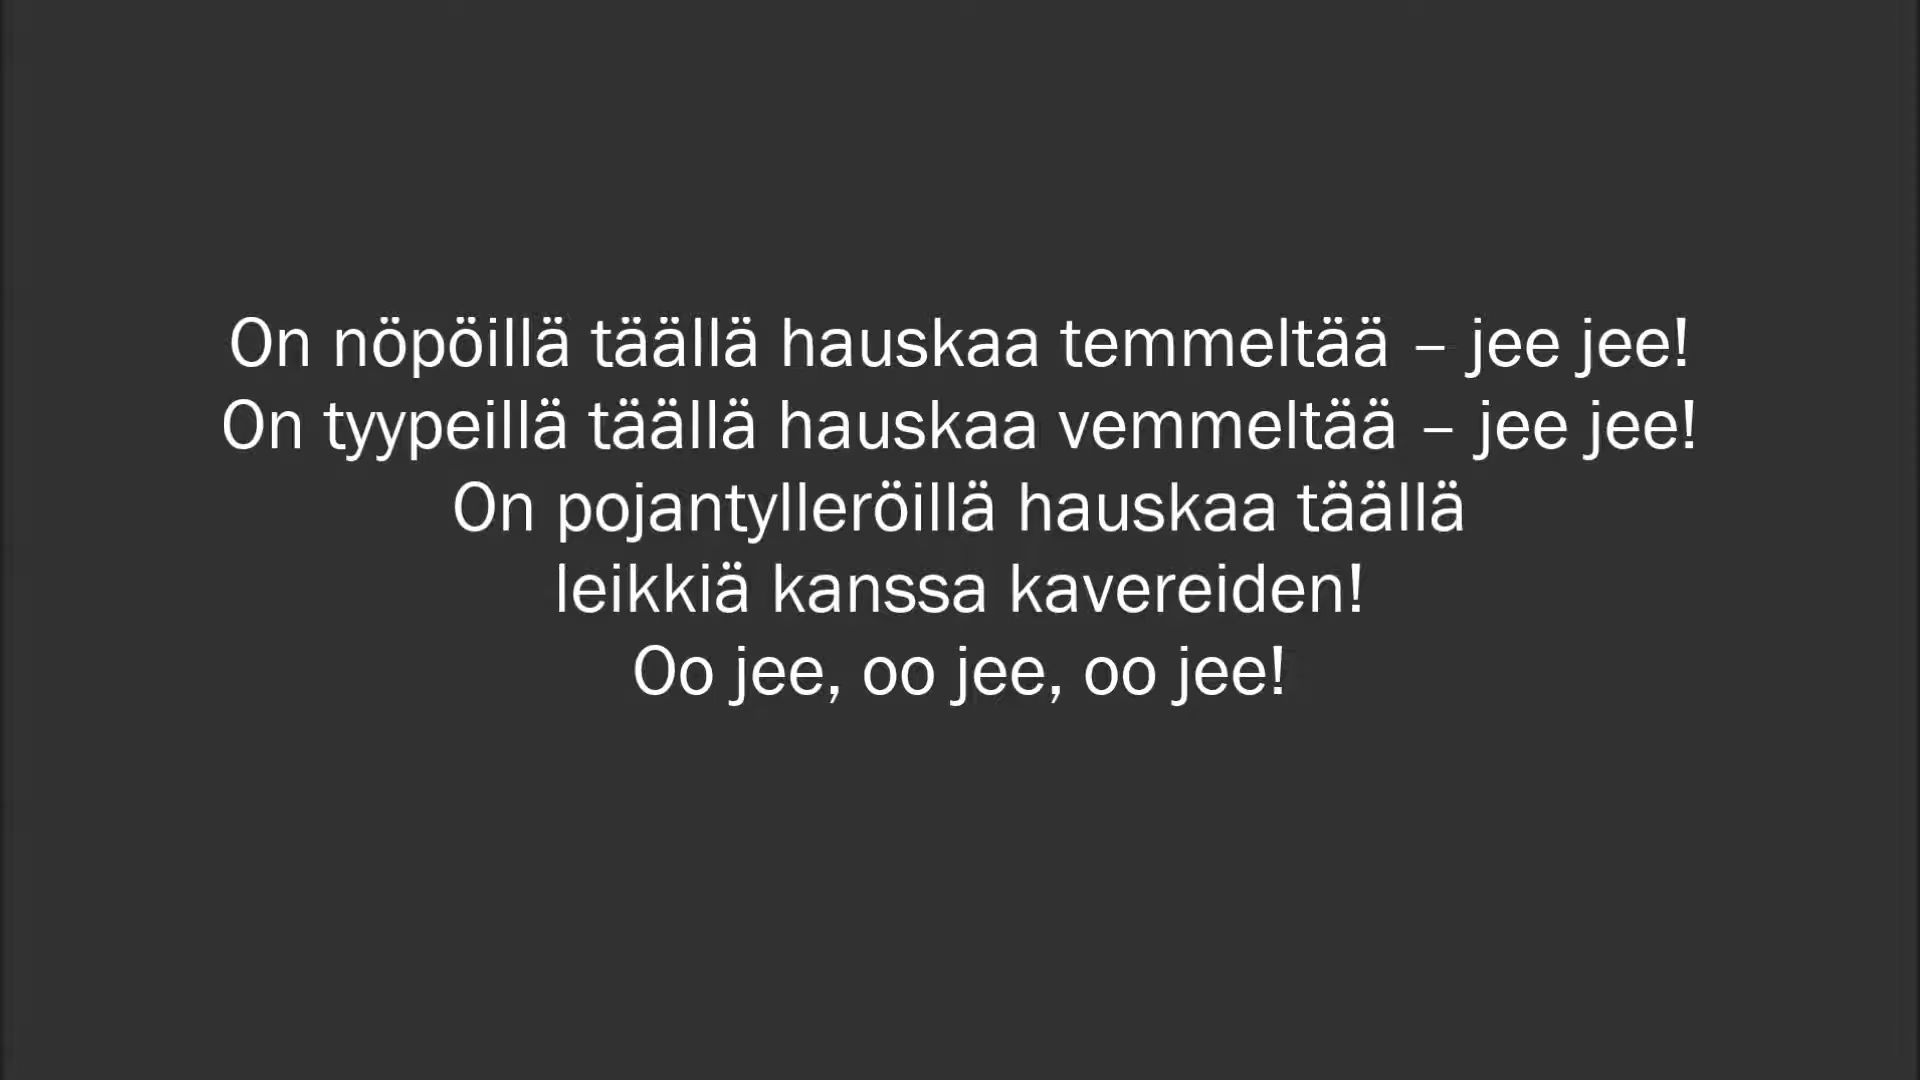 On nöpöillä täällä hauskaa temmeltää – jee jee!
On tyypeillä täällä hauskaa vemmeltää – jee jee!
On pojantylleröillä hauskaa täällä
leikkiä kanssa kavereiden!
Oo jee, oo jee, oo jee!